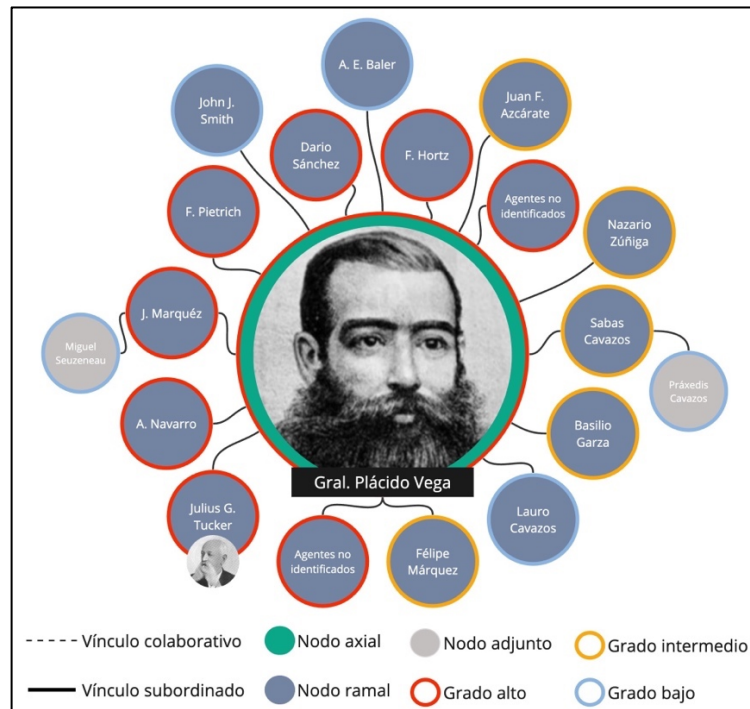 A. E. Baler
John J.
Smith
Juan F.
Azcárate
Dario
Sánchez
F. Hortz
F. Pietrich
Agentes no
identificados
Nazario
Zúñiga
J. Marquéz
Sabas
Cavazos
Miguel
Seuzeneau
Práxedis
Cavazos
A. Navarro
Basilio
Garza
Gral. Plácido Vega
Julius G.
Tucker
Lauro
Cavazos
Agentes no
identificados
Félipe
Márquez
Vínculo colaborativo
Nodo axial
Nodo adjunto
Grado intermedio
Vínculo subordinado
Nodo ramal
Grado alto
Grado bajo